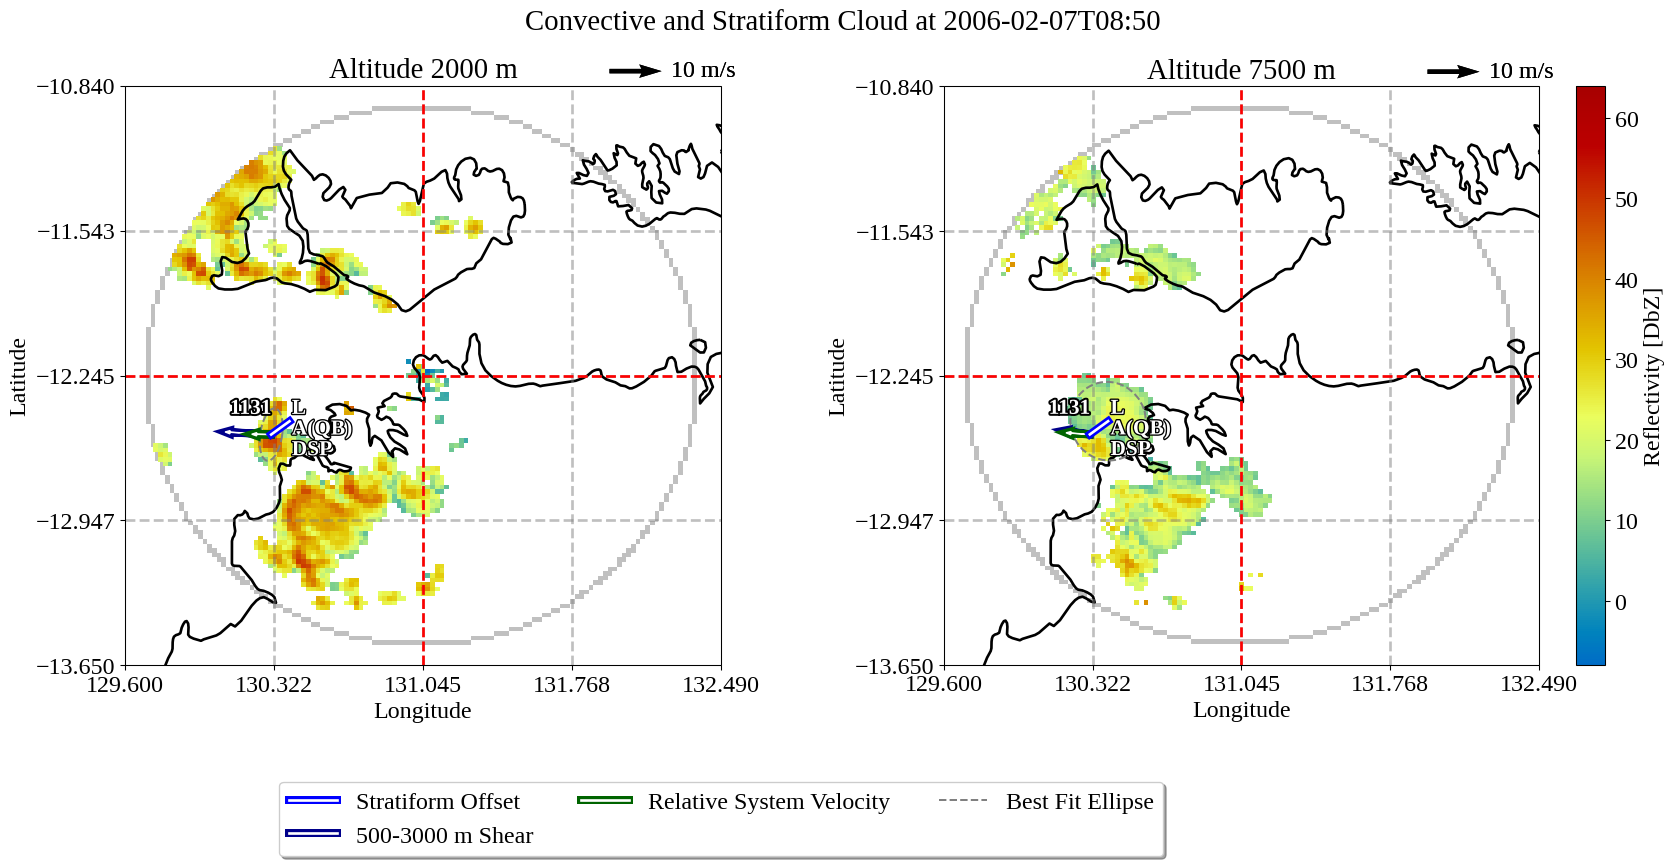 Convective and Stratiform Cloud at 2006-02-07T08:50
Altitude 2000 m
10 m/s
−10.840
−11.543
−12.245
−12.947
−13.650
Latitude
129.600
130.322
131.045
131.768
132.490
Longitude
1131
L
A(QB)
DSP
Altitude 7500 m
10 m/s
−10.840
−11.543
−12.245
−12.947
−13.650
Latitude
129.600
130.322
131.045
131.768
132.490
Longitude
1131
L
A(QB)
DSP
60
50
40
30
20
10
0
Reflectivity [DbZ]
Stratiform Offset
500-3000 m Shear
Relative System Velocity
Best Fit Ellipse